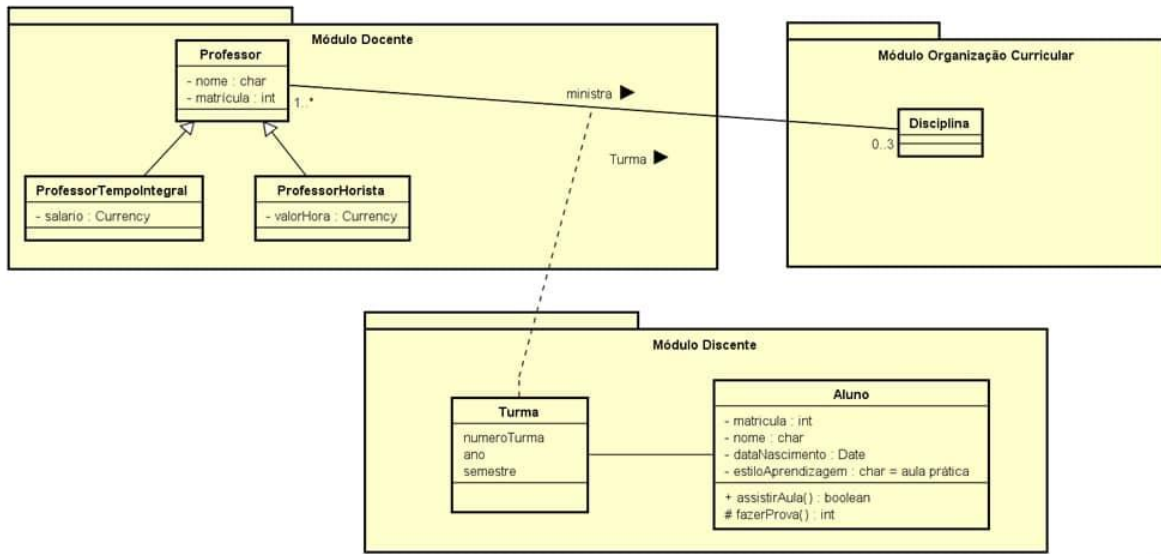 Módulo Docente
Professor
- nome : char
- matrícula : int
1..*
ministra ▶
Turma ▶
ProfessorTempoIntegral
- salario : Currency
ProfessorHorista
- valorHora : Currency
Módulo Organização Curricular
Disciplina
0..3
Módulo Discente
Turma
numeroTurma
ano
semestre
Aluno
- matricula : int
- nome : char
- dataNascimento : Date
- estiloAprendizagem : char = aula prática
+ assistirAula() : boolean
# fazerProva() : int